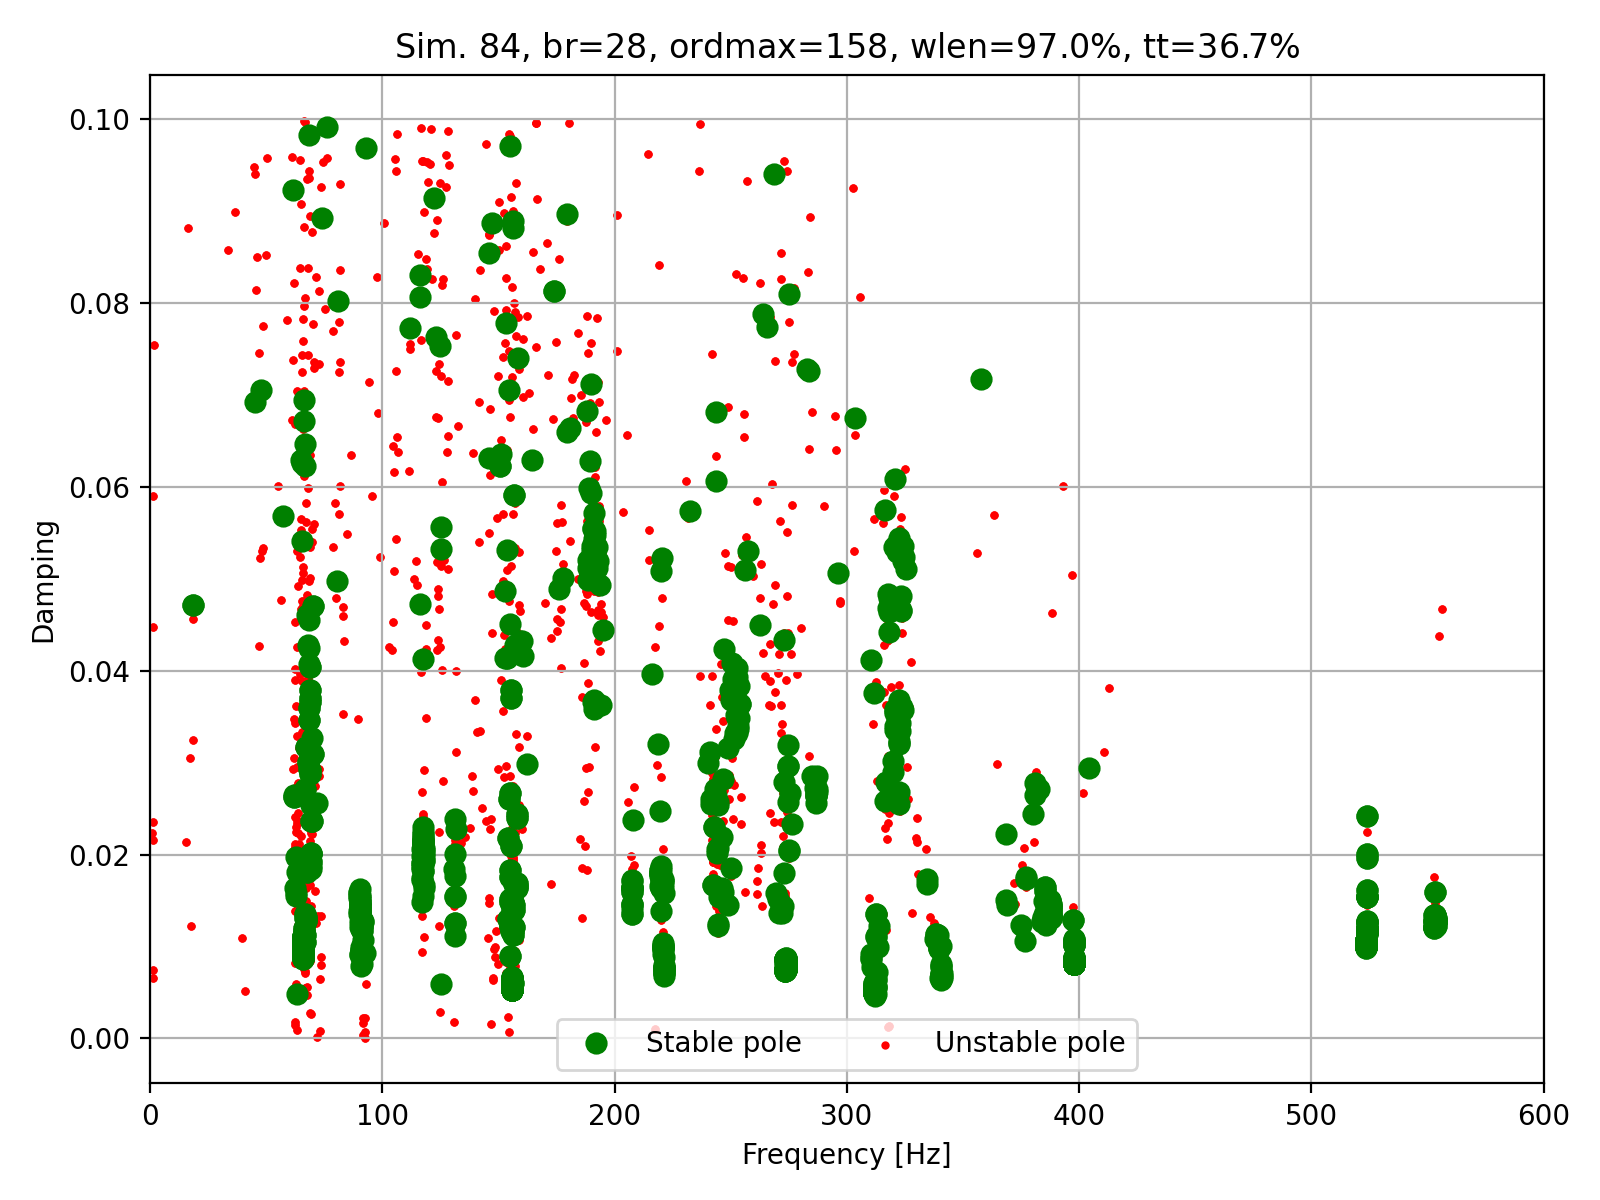 Sim. 84, br=28, ordmax=158, wlen=97.0%, tt=36.7%
0.10
0.08
0.06
0.04
0.02
0.00
Damping
Stable pole
Unstable pole
0
100
200
300
400
500
600
Frequency [Hz]